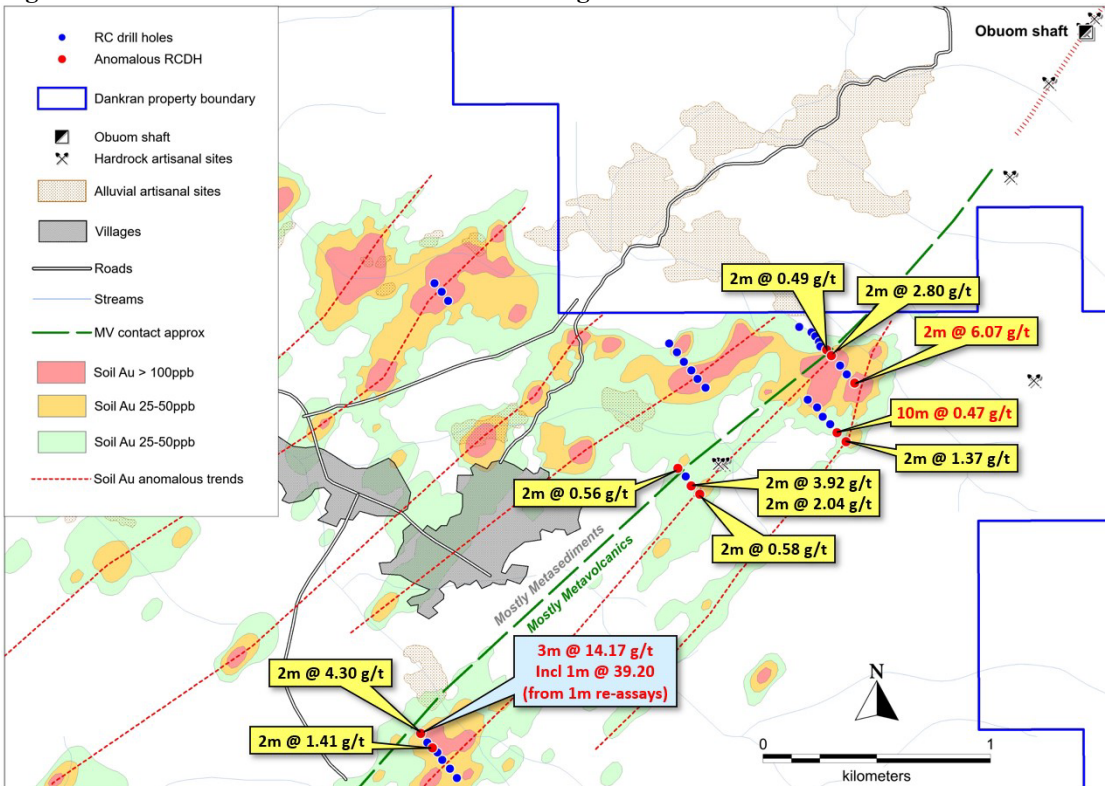 RC drill holes
Anomalous RCDH
Dankran property boundary
Obuom shaft
Hardrock artisanal sites
Alluvial artisanal sites
Villages
Roads
Streams
MV contact approx
Soil Au > 100ppb
Soil Au 25-50ppb
Soil Au 25-50ppb
Soil Au anomalous trends
Obuom shaft
2m @ 0.49 g/t
2m @ 2.80 g/t
2m @ 6.07 g/t
10m @ 0.47 g/t
2m @ 1.37 g/t
2m @ 0.56 g/t
2m @ 3.92 g/t
2m @ 2.04 g/t
2m @ 0.58 g/t
Mostly Metasediments
Mostly Metavolcanics
3m @ 14.17 g/t
Incl 1m @ 39.20
(from 1m re-assays)
2m @ 4.30 g/t
2m @ 1.41 g/t
N
0 1
kilometers